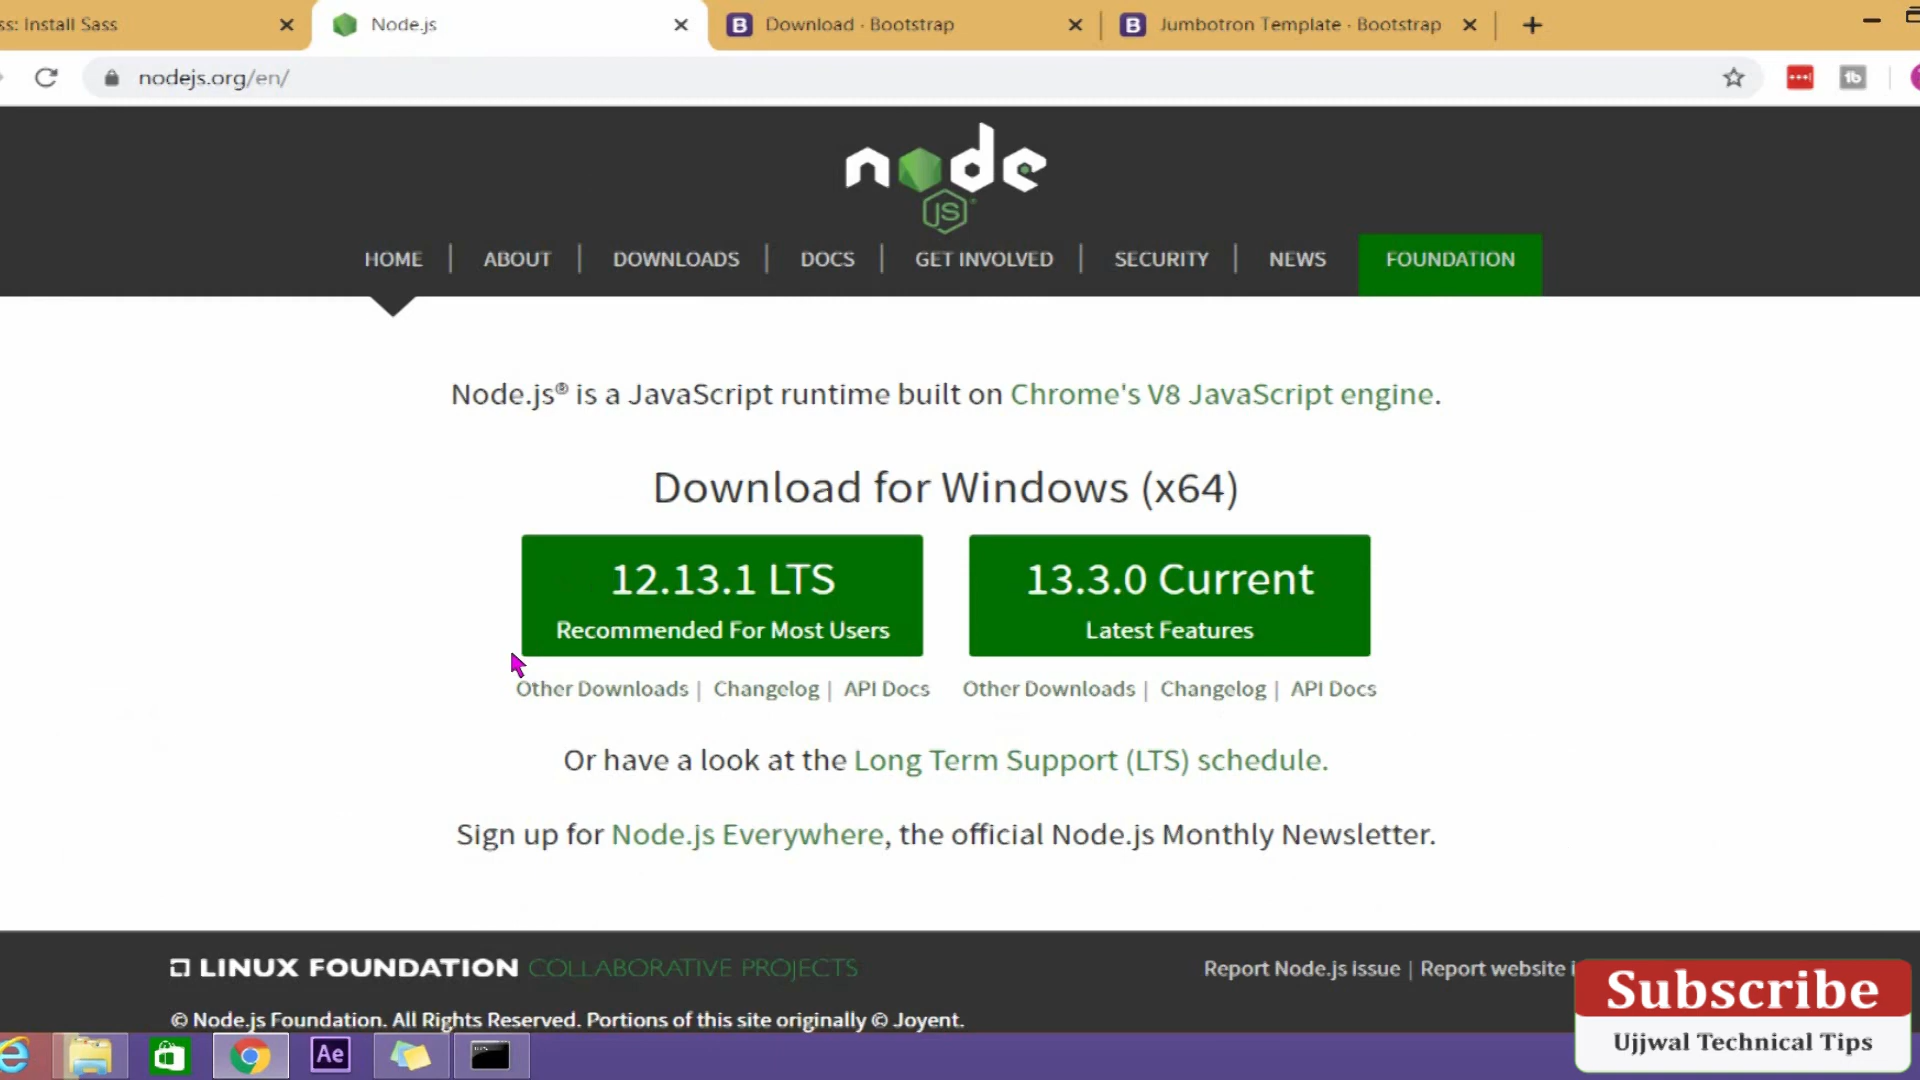 ss: Install Sass
Node.js
Download · Bootstrap
Jumbotron Template · Bootstrap
nodejs.org/en/
node
JS
HOME | ABOUT | DOWNLOADS | DOCS | GET INVOLVED | SECURITY | NEWS FOUNDATION
Node.js® is a JavaScript runtime built on Chrome's V8 JavaScript engine.
Download for Windows (x64)
12.13.1 LTS
Recommended For Most Users
13.3.0 Current
Latest Features
Other Downloads | Changelog | API Docs
Other Downloads | Changelog | API Docs
Or have a look at the Long Term Support (LTS) schedule.
Sign up for Node.js Everywhere, the official Node.js Monthly Newsletter.
LINUX FOUNDATION COLLABORATIVE PROJECTS
Report Node.js issue | Report website i
© Node.js Foundation. All Rights Reserved. Portions of this site originally © Joyent.
Subscribe
Ujjwal Technical Tips
Ae